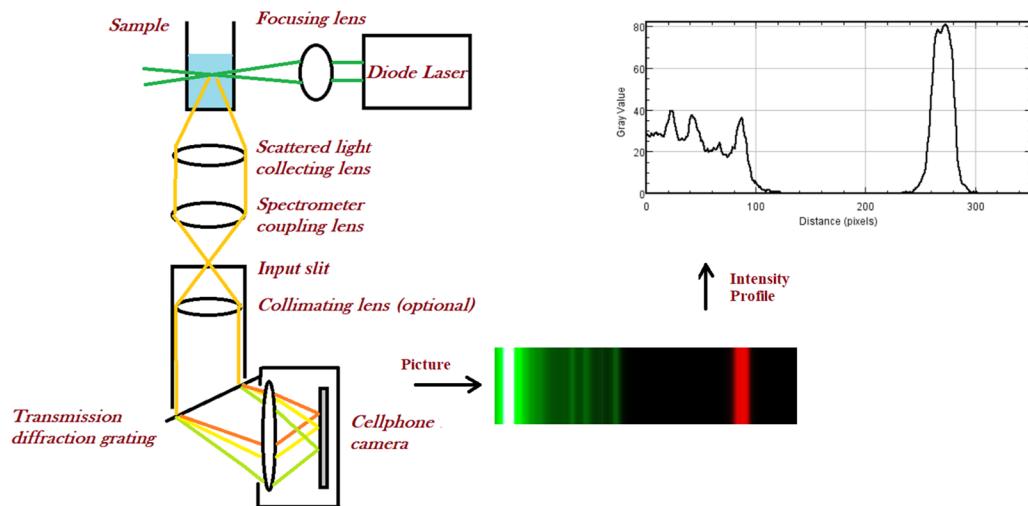 Sample
Focusing lens
Diode Laser
Scattered light
collecting lens
Spectrometer
coupling lens
Input slit
Collimating lens (optional)
Transmission
diffraction grating
Cellphone
camera
Picture
Intensity
Profile
80
60
40
20
0
Gray Value
0
100
200
300
Distance (pixels)